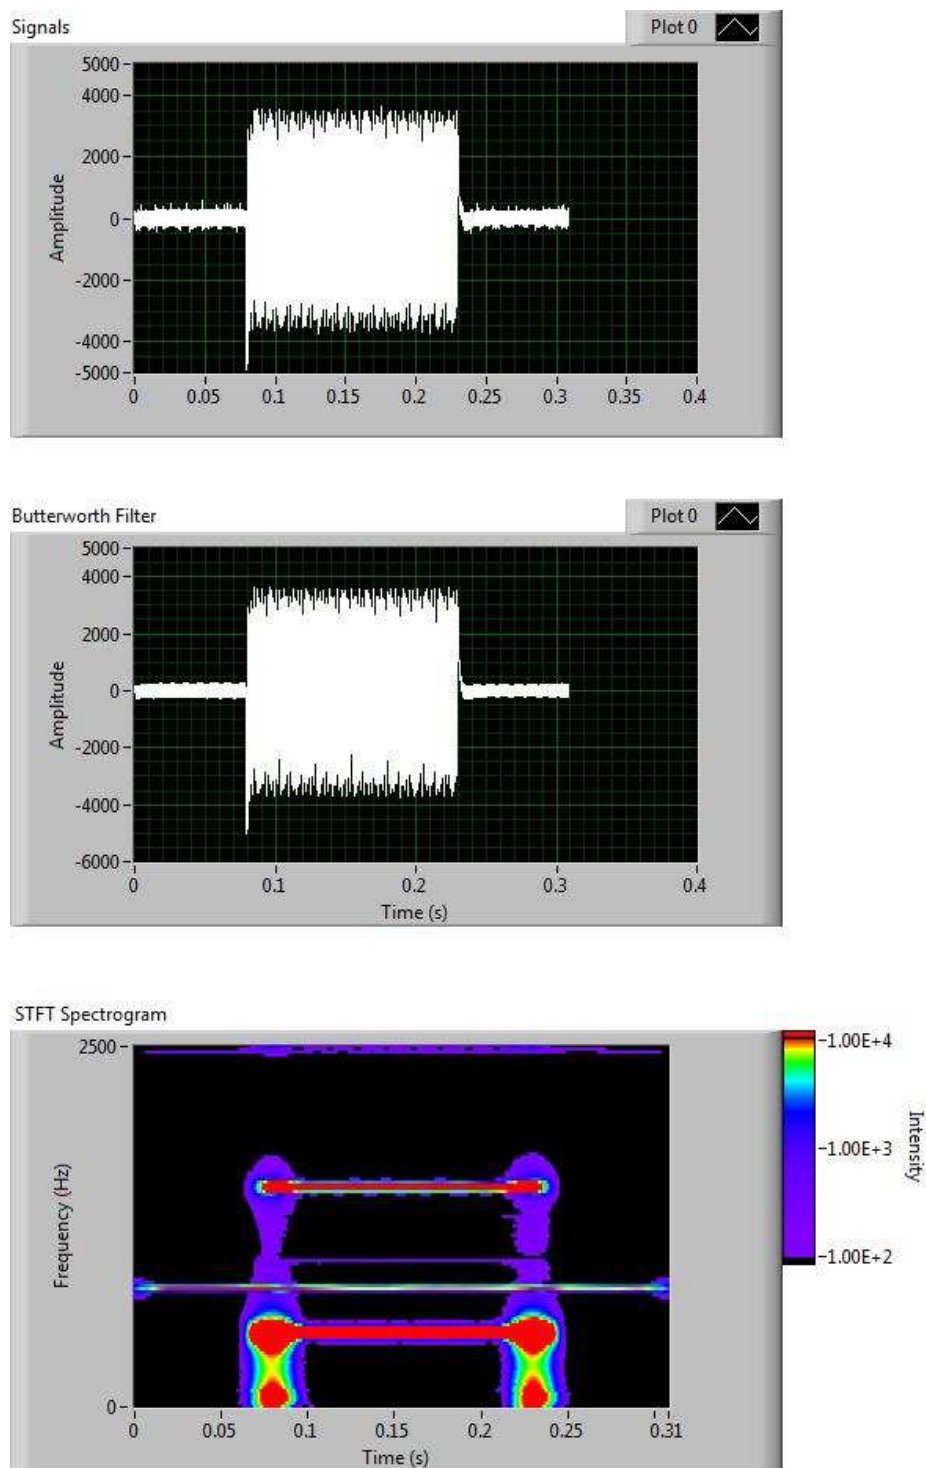 Signals
Plot 0
5000
4000
2000
0
-2000
-4000
-5000
Amplitude
0 0.05 0.1 0.15 0.2 0.25 0.3 0.35 0.4
Butterworth Filter
Plot 0
5000
4000
2000
0
-2000
-4000
-6000
Amplitude
0 0.1 0.2 0.3 0.4
Time (s)
STFT Spectrogram
2500
0
Frequency (Hz)
0 0.05 0.1 0.15 0.2 0.25 0.31
Time (s)
-1.00E+4
-1.00E+3
-1.00E+2
Intensity